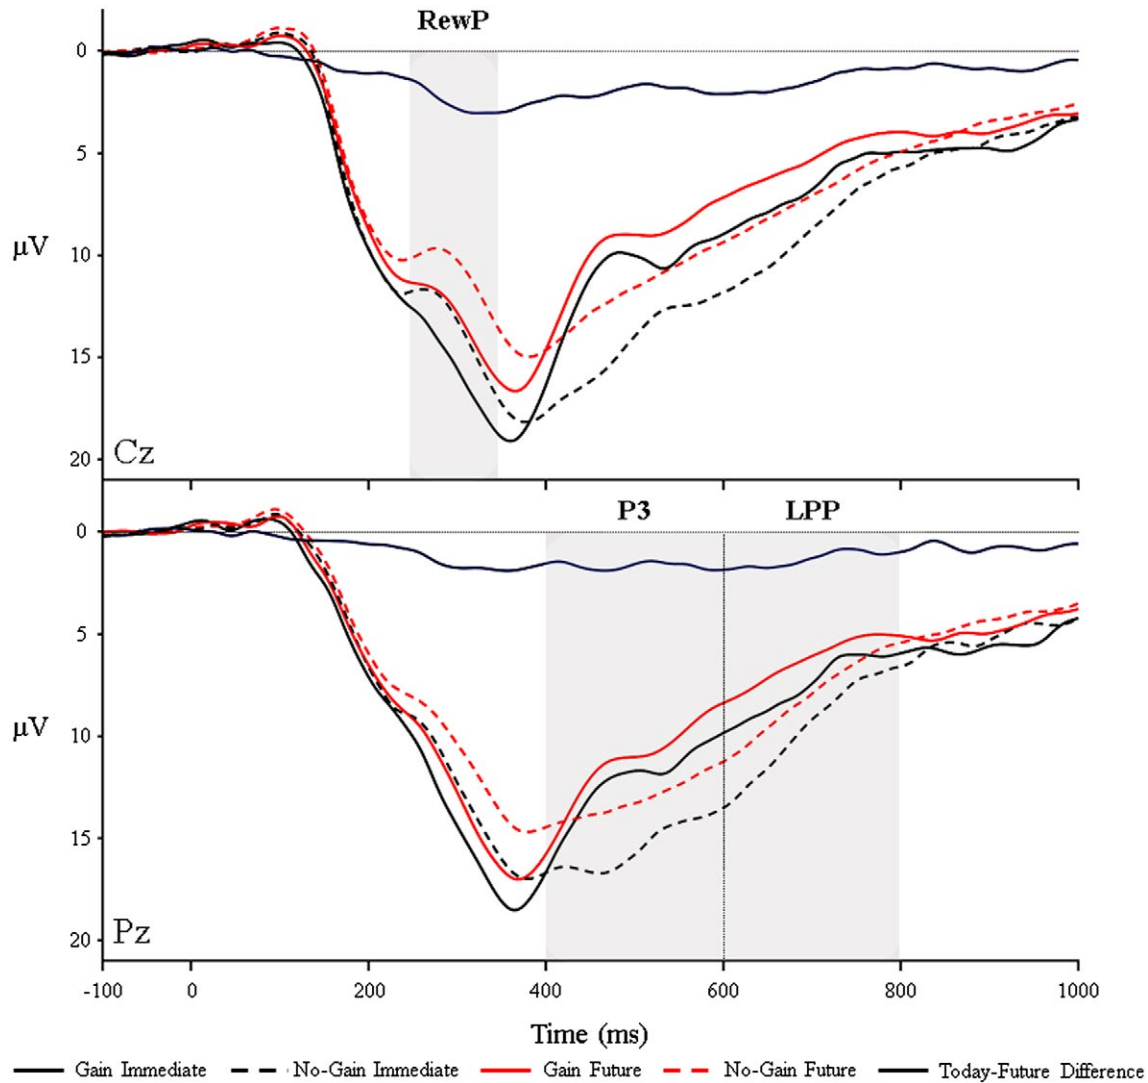 RewP
0
5
μV
10
15
Cz
20
P3 LPP
0
5
μV
10
15
Pz
20
-100 0 200 400 600 800 1000
Time (ms)
Gain Immediate No-Gain Immediate Gain Future No-Gain Future Today-Future Difference